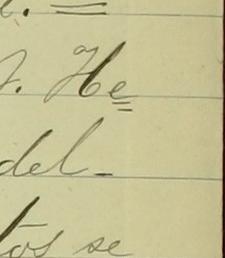 He
del-
tos se